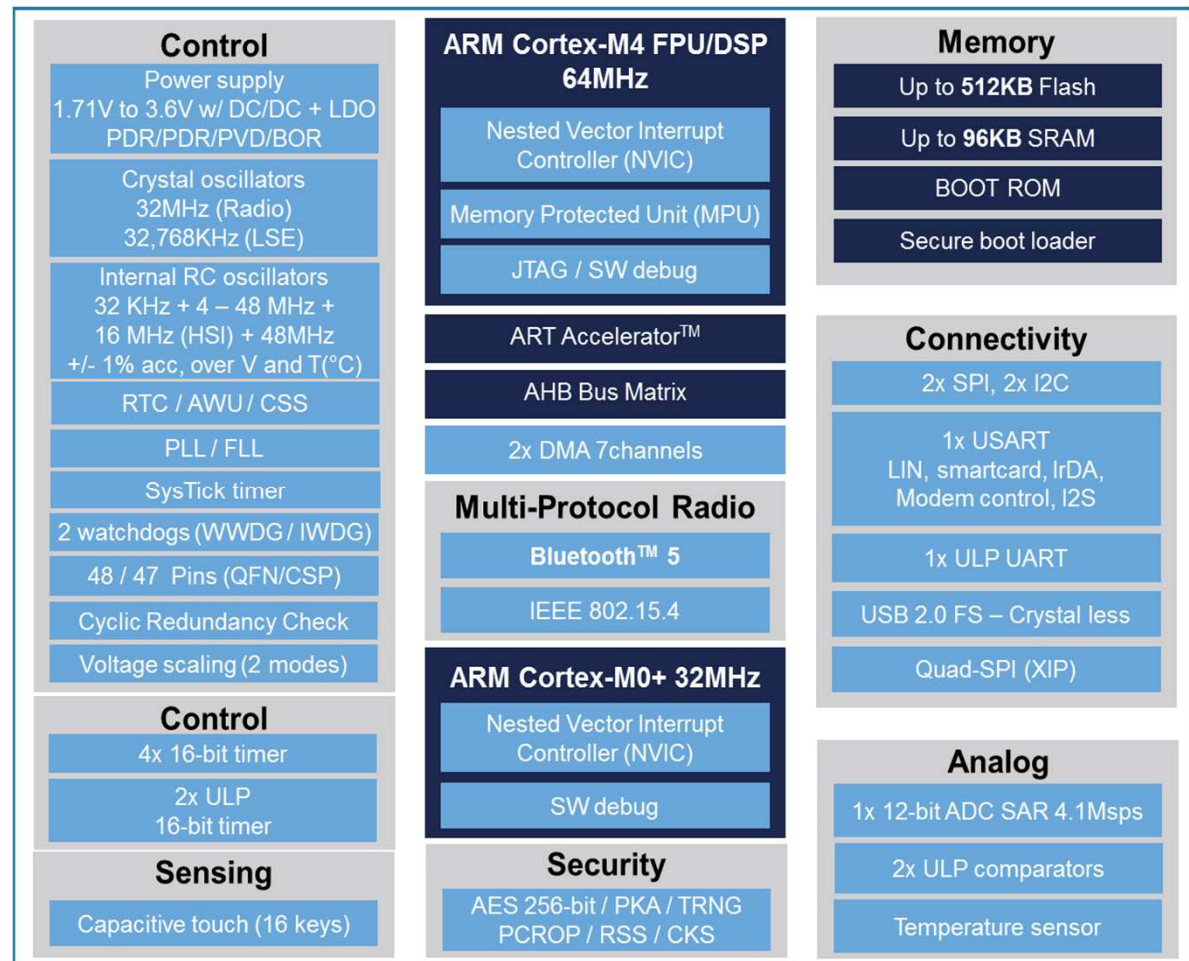 Control
Power supply
1.71V to 3.6V w/ DC/DC + LDO
PDR/PDR/PVD/BOR
Crystal oscillators
32MHz (Radio)
32,768KHz (LSE)
Internal RC oscillators
32 KHz + 4 – 48 MHz +
16 MHz (HSI) + 48MHz
+/- 1% acc, over V and T(°C)
RTC / AWU / CSS
PLL / FLL
SysTick timer
2 watchdogs (WWDG / IWDG)
48 / 47 Pins (QFN/CSP)
Cyclic Redundancy Check
Voltage scaling (2 modes)
Control
4x 16-bit timer
2x ULP
16-bit timer
Sensing
Capacitive touch (16 keys)
ARM Cortex-M4 FPU/DSP
64MHz
Nested Vector Interrupt
Controller (NVIC)
Memory Protected Unit (MPU)
JTAG / SW debug
ART Accelerator™
AHB Bus Matrix
2x DMA 7channels
Multi-Protocol Radio
Bluetooth™ 5
IEEE 802.15.4
ARM Cortex-M0+ 32MHz
Nested Vector Interrupt
Controller (NVIC)
SW debug
Security
AES 256-bit / PKA / TRNG
PCROP / RSS / CKS
Memory
Up to 512KB Flash
Up to 96KB SRAM
BOOT ROM
Secure boot loader
Connectivity
2x SPI, 2x I2C
1x USART
LIN, smartcard, IrDA,
Modem control, I2S
1x ULP UART
USB 2.0 FS – Crystal less
Quad-SPI (XIP)
Analog
1x 12-bit ADC SAR 4.1Msps
2x ULP comparators
Temperature sensor